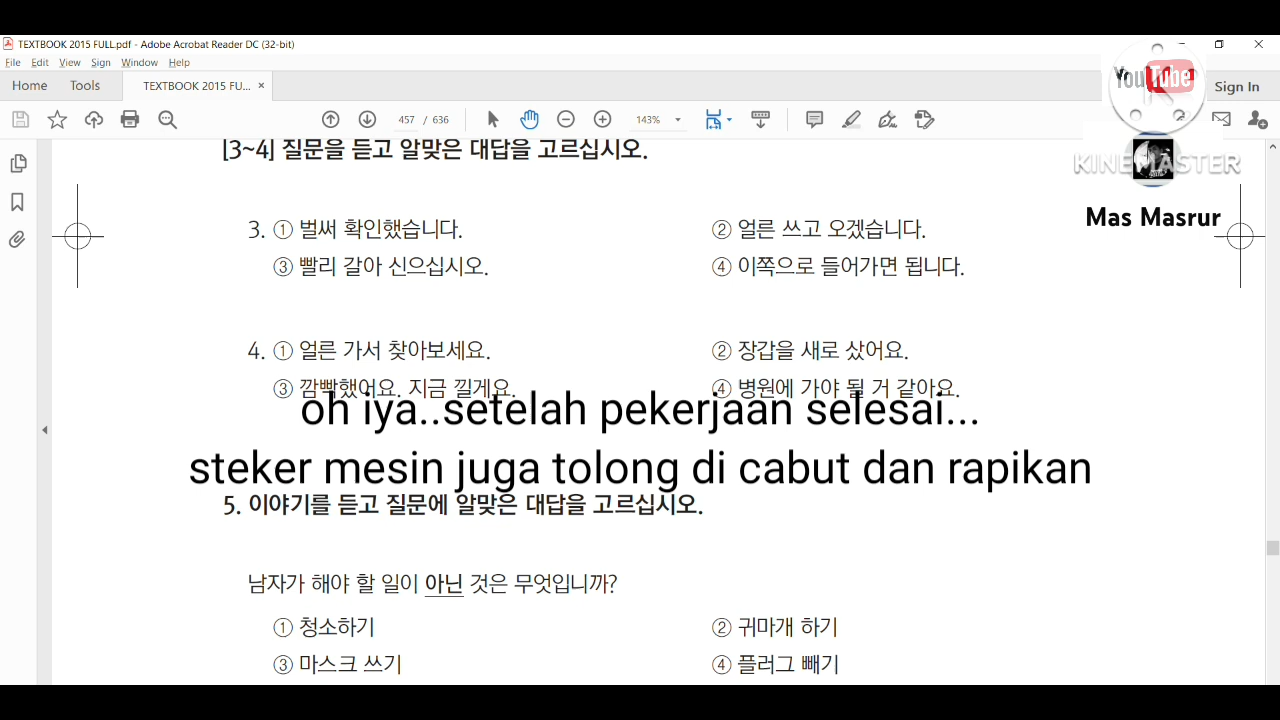 TEXTBOOK 2015 FULL.pdf - Adobe Acrobat Reader DC (32-bit)
File Edit View Sign Window Help
Home Tools TEXTBOOK 2015 FU... × Sign In
YouTube
457 / 636 143%
KINEMASTER
Mas Masrur
[3~4] 질문을 듣고 알맞은 대답을 고르십시오.
3. ① 벌써 확인했습니다. ② 얼른 쓰고 오겠습니다.
③ 빨리 갈아 신으십시오. ④ 이쪽으로 들어가면 됩니다.
4. ① 얼른 가서 찾아보세요. ② 장갑을 새로 샀어요.
③ 깜빡했어요. 지금 낄게요. ④ 병원에 가야 될 거 같아요.
oh iya..setelah pekerjaan selesai...
steker mesin juga tolong di cabut dan rapikan
5. 이야기를 듣고 질문에 알맞은 대답을 고르십시오.
남자가 해야 할 일이 아닌 것은 무엇입니까?
① 청소하기 ② 귀마개 하기
③ 마스크 쓰기 ④ 플러그 빼기